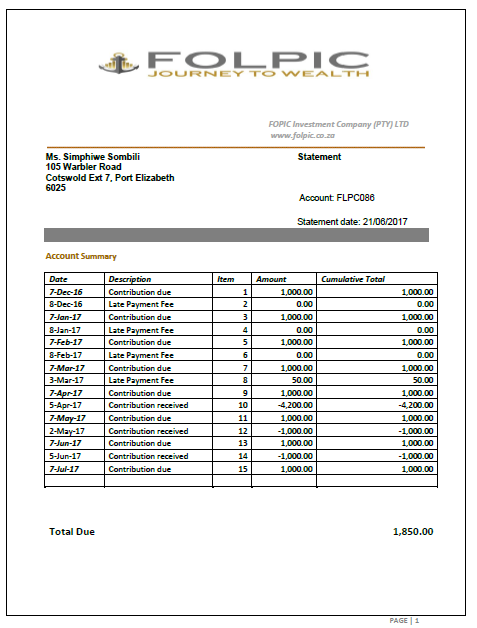 FOLPIC
JOURNEY TO WEALTH
FOPIC Investment Company (PTY) LTD
www.folpic.co.za
Ms. Simphiwe Sombili Statement
105 Warbler Road
Cotswold Ext 7, Port Elizabeth
6025
Account: FLPC086
Statement date: 21/06/2017
Account Summary
Date Description Item Amount Cumulative Total
7-Dec-16 Contribution due 1 1,000.00 1,000.00
8-Dec-16 Late Payment Fee 2 0.00 0.00
7-Jan-17 Contribution due 3 1,000.00 1,000.00
8-Jan-17 Late Payment Fee 4 0.00 0.00
7-Feb-17 Contribution due 5 1,000.00 1,000.00
8-Feb-17 Late Payment Fee 6 0.00 0.00
7-Mar-17 Contribution due 7 1,000.00 1,000.00
3-Mar-17 Late Payment Fee 8 50.00 50.00
7-Apr-17 Contribution due 9 1,000.00 1,000.00
5-Apr-17 Contribution received 10 -4,200.00 -4,200.00
7-May-17 Contribution due 11 1,000.00 1,000.00
2-May-17 Contribution received 12 -1,000.00 -1,000.00
7-Jun-17 Contribution due 13 1,000.00 1,000.00
5-Jun-17 Contribution received 14 -1,000.00 -1,000.00
7-Jul-17 Contribution due 15 1,000.00 1,000.00
Total Due 1,850.00
PAGE | 1